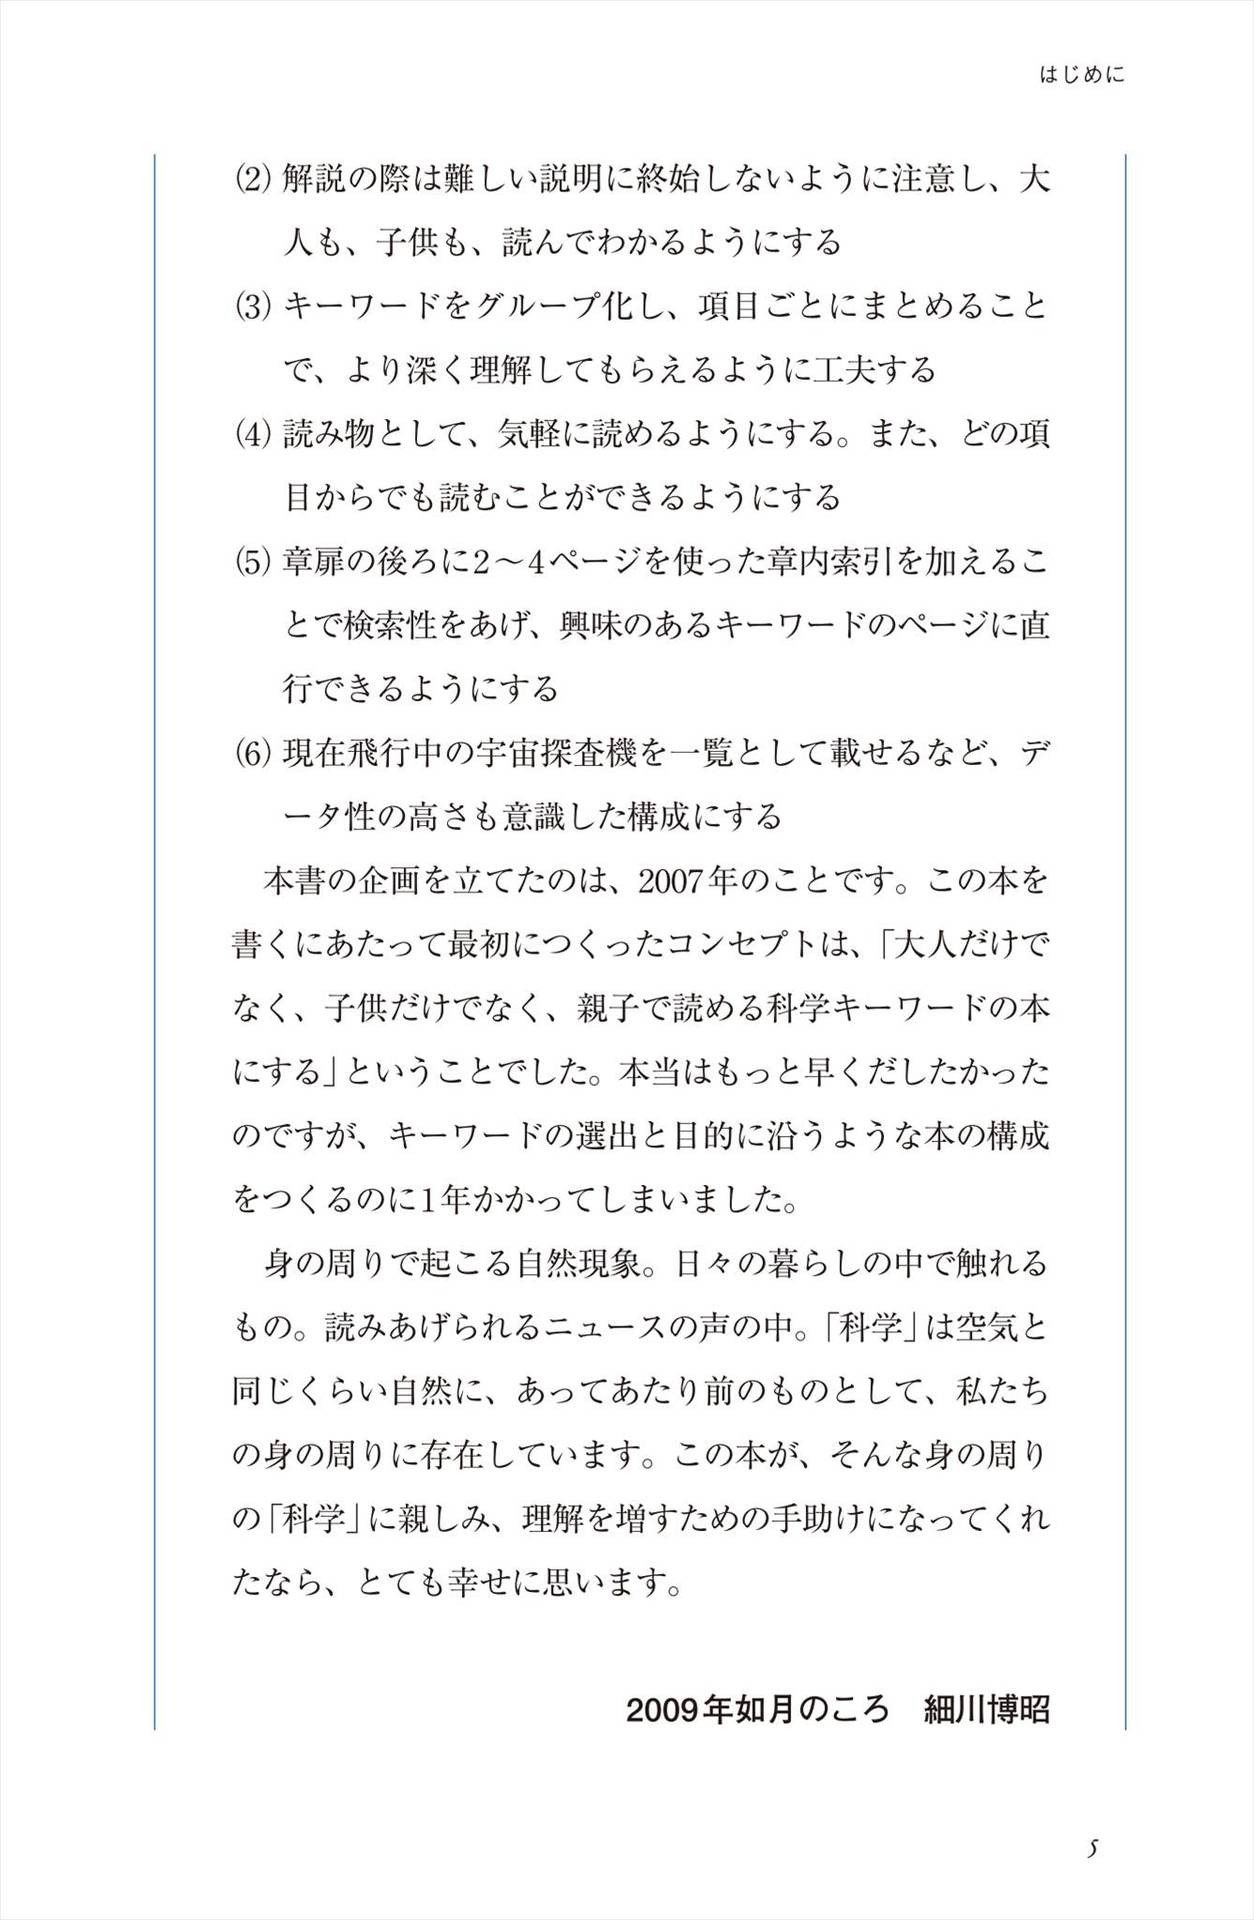 はじめに
(2) 解説の際は難しい説明に終始しないように注意し、大
人も、子供も、読んでわかるようにする
(3) キーワードをグループ化し、項目ごとにまとめること
で、より深く理解してもらえるように工夫する
(4) 読み物として、気軽に読めるようにする。また、どの項
目からでも読むことができるようにする
(5) 章扉の後ろに2〜4ページを使った章内索引を加えるこ
とで検索性をあげ、興味のあるキーワードのページに直
行できるようにする
(6) 現在飛行中の宇宙探査機を一覧として載せるなど、デ
ータ性の高さも意識した構成にする
　本書の企画を立てたのは、2007年のことです。この本を
書くにあたって最初につくったコンセプトは、「大人だけで
なく、子供だけでなく、親子で読める科学キーワードの本
にする」ということでした。本当はもっと早くだしたかった
のですが、キーワードの選出と目的に沿うような本の構成
をつくるのに1年かかってしまいました。
　身の周りで起こる自然現象。日々の暮らしの中で触れる
もの。読みあげられるニュースの声の中。「科学」は空気と
同じくらい自然に、あってあたり前のものとして、私たち
の身の周りに存在しています。この本が、そんな身の周り
の「科学」に親しみ、理解を増すための手助けになってくれ
たなら、とても幸せに思います。
2009年如月のころ　細川博昭
5